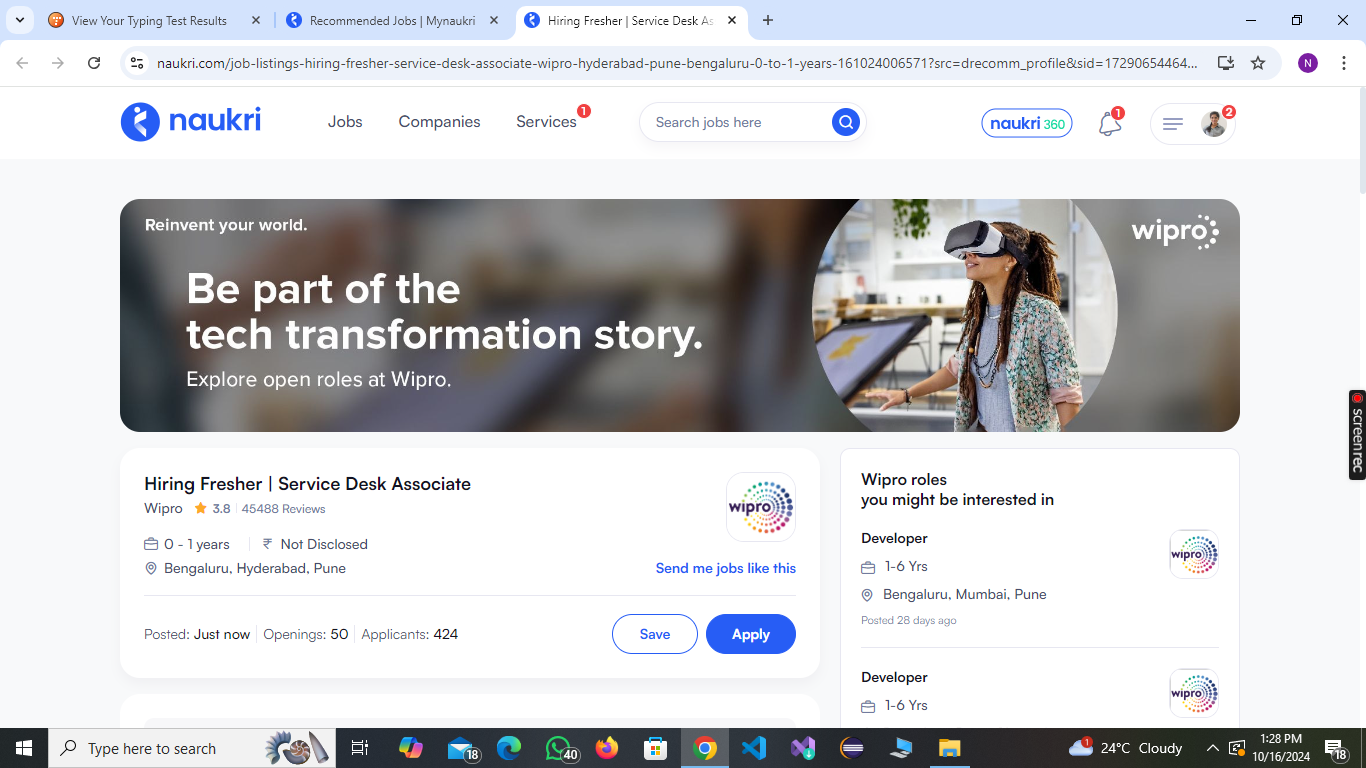 View Your Typing Test Results
Recommended Jobs | Mynaukri
Hiring Fresher | Service Desk As
naukri.com/job-listings-hiring-fresher-service-desk-associate-wipro-hyderabad-pune-bengaluru-0-to-1-years-161024006571?src=drecomm_profile&sid=17290654464...
N
naukri
Jobs
Companies
Services
1
Search jobs here
naukri 360
1
2
Reinvent your world.
wipro
Be part of the
tech transformation story.
Explore open roles at Wipro.
screenrec
Hiring Fresher | Service Desk Associate
Wipro 3.8 | 45488 Reviews
wipro
0 - 1 years
₹ Not Disclosed
Bengaluru, Hyderabad, Pune
Send me jobs like this
Posted: Just now
Openings: 50
Applicants: 424
Save
Apply
Wipro roles
you might be interested in
Developer
wipro
1-6 Yrs
Bengaluru, Mumbai, Pune
Posted 28 days ago
Developer
wipro
1-6 Yrs
Type here to search
18
40
1
24°C Cloudy
1:28 PM
10/16/2024
18